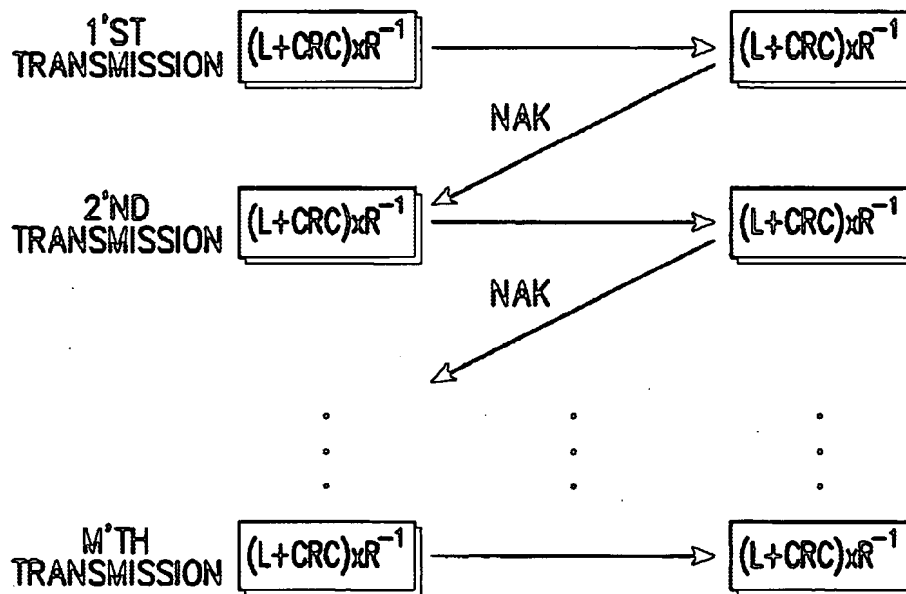 1'ST
TRANSMISSION
(L+CRC)xR⁻¹
(L+CRC)xR⁻¹
NAK
2'ND
TRANSMISSION
(L+CRC)xR⁻¹
(L+CRC)xR⁻¹
NAK
M'TH
TRANSMISSION
(L+CRC)xR⁻¹
(L+CRC)xR⁻¹